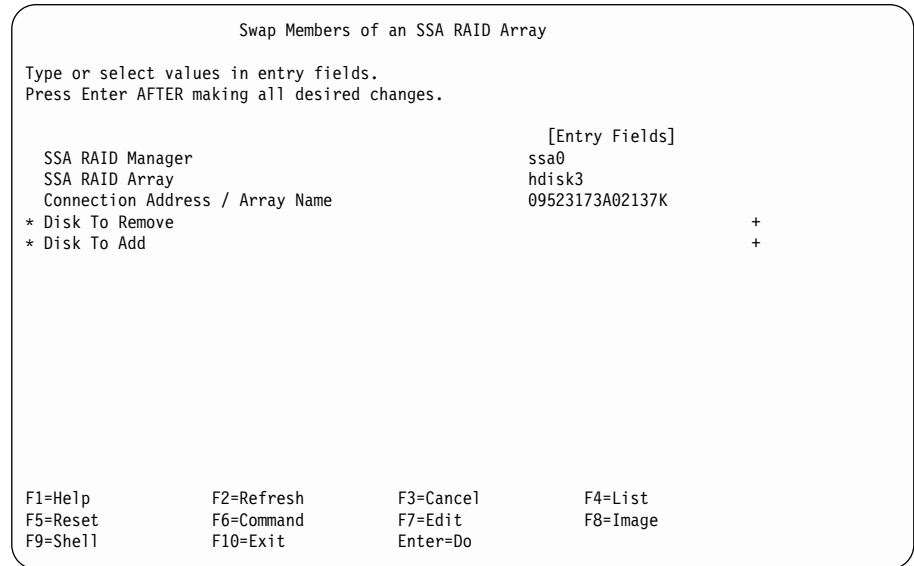 Swap Members of an SSA RAID Array
Type or select values in entry fields.
Press Enter AFTER making all desired changes.
[Entry Fields]
SSA RAID Manager ssa0
SSA RAID Array hdisk3
Connection Address / Array Name 09523173A02137K
* Disk To Remove +
* Disk To Add +
F1=Help F2=Refresh F3=Cancel F4=List
F5=Reset F6=Command F7=Edit F8=Image
F9=Shell F10=Exit Enter=Do